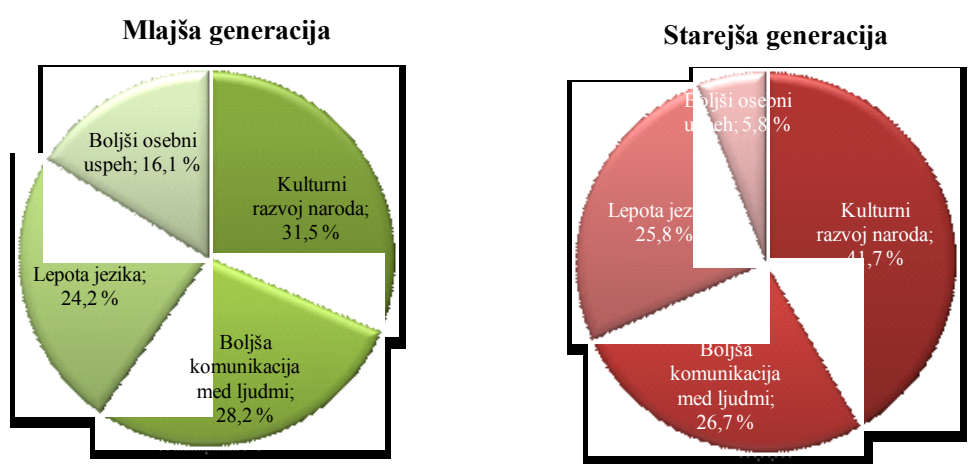 Mlajša generacija
Boljši osebni
uspeh; 16,1 %
Kulturni
razvoj naroda;
31,5 %
Lepota jezika;
24,2 %
Boljša
komunikacija
med ljudmi;
28,2 %
Starejša generacija
Boljši osebni
uspeh; 5,8 %
Lepota jezi
25,8 %
Kulturni
razvoj naroda;
41,7 %
Boljša
komunikacija
med ljudmi;
26,7 %